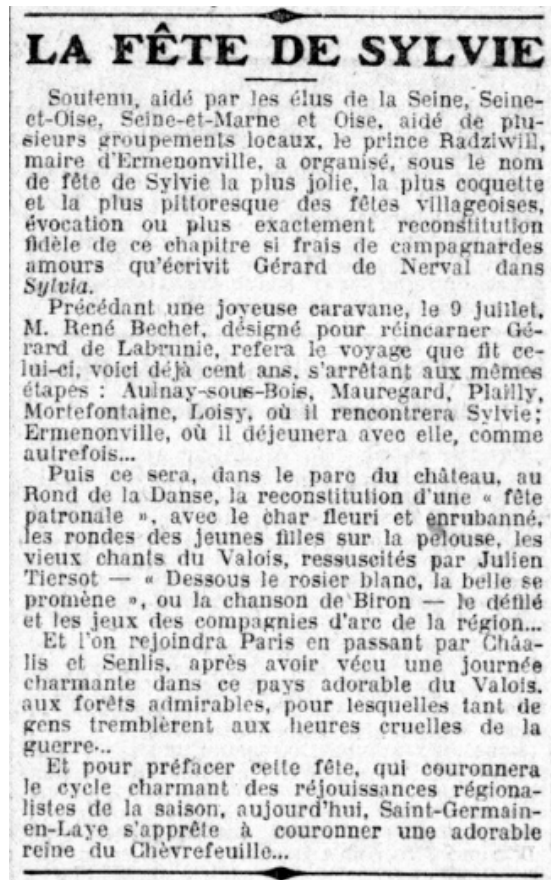 LA FÊTE DE SYLVIE
Soutenu, aidé par les élus de la Seine, Seine-
et-Oise, Seine-et-Marne et Oise, aidé de plu-
sieurs groupements locaux, le prince Radziwill,
maire d'Ermenonville, a organisé, sous le nom
de fête de Sylvie la plus jolie, la plus coquette
et la plus pittoresque des fêtes villageoises,
évocation ou plus exactement reconstitution
fidèle de ce chapitre si frais de campagnardes
amours qu'écrivit Gérard de Nerval dans
Sylvia.
Précédant une joyeuse caravane, le 9 juillet,
M. René Bechet, désigné pour réincarner Gé-
rard de Labrunie, refera le voyage que fit ce-
lui-ci, voici déjà cent ans, s'arrêtant aux mêmes
étapes : Aulnay-sous-Bois, Mauregard, Plailly,
Mortefontaine, Loisy, où il rencontrera Sylvie;
Ermenonville, où il déjeunera avec elle, comme
autrefois...
Puis ce sera, dans le parc du château, au
Rond de la Danse, la reconstitution d'une « fête
patronale », avec le char fleuri et enrubanné,
les rondes des jeunes filles sur la pelouse, les
vieux chants du Valois, ressuscités par Julien
Tiersot — « Dessous le rosier blanc, la belle se
promène », ou la chanson de Biron — le défilé
et les jeux des compagnies d'arc de la région...
Et l'on rejoindra Paris en passant par Châa-
lis et Senlis, après avoir vécu une journée
charmante dans ce pays adorable du Valois,
aux forêts admirables, pour lesquelles tant de
gens tremblèrent aux heures cruelles de la
guerre...
Et pour préfacer cette fête, qui couronnera
le cycle charmant des réjouissances régiona-
listes de la saison, aujourd'hui, Saint-Germain-
en-Laye s'apprête à couronner une adorable
reine du Chèvrefeuille...